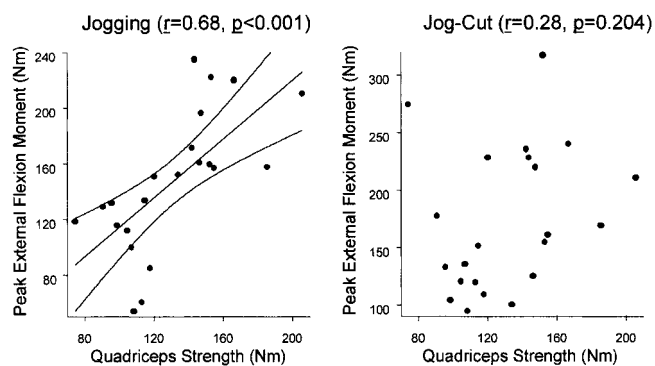 Jogging (r=0.68, p<0.001)
Peak External Flexion Moment (Nm)
240
200
160
120
80
80 120 160 200
Quadriceps Strength (Nm)
Jog-Cut (r=0.28, p=0.204)
Peak External Flexion Moment (Nm)
300
250
200
150
100
80 120 160 200
Quadriceps Strength (Nm)